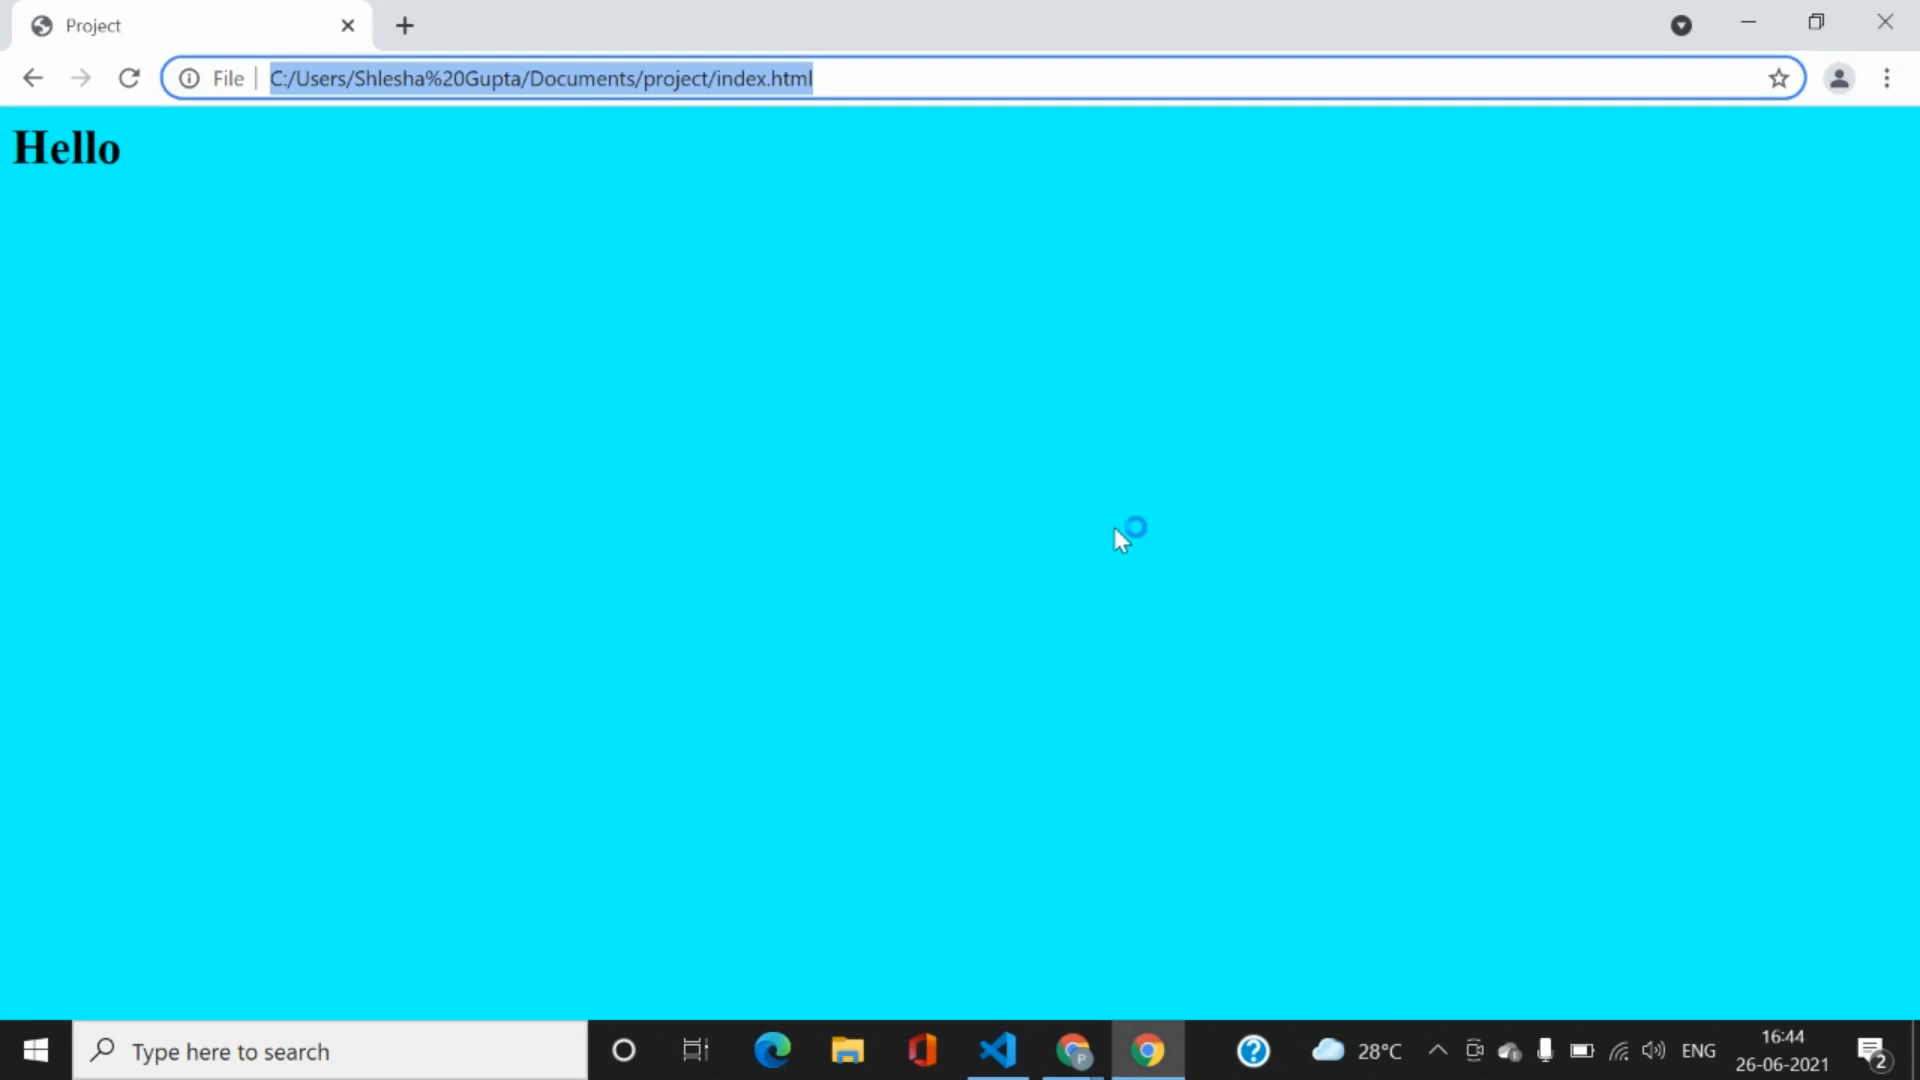 Project
File
C:/Users/Shlesha%20Gupta/Documents/project/index.html
Hello
Type here to search
P
28°C
ENG
16:44
26-06-2021
2